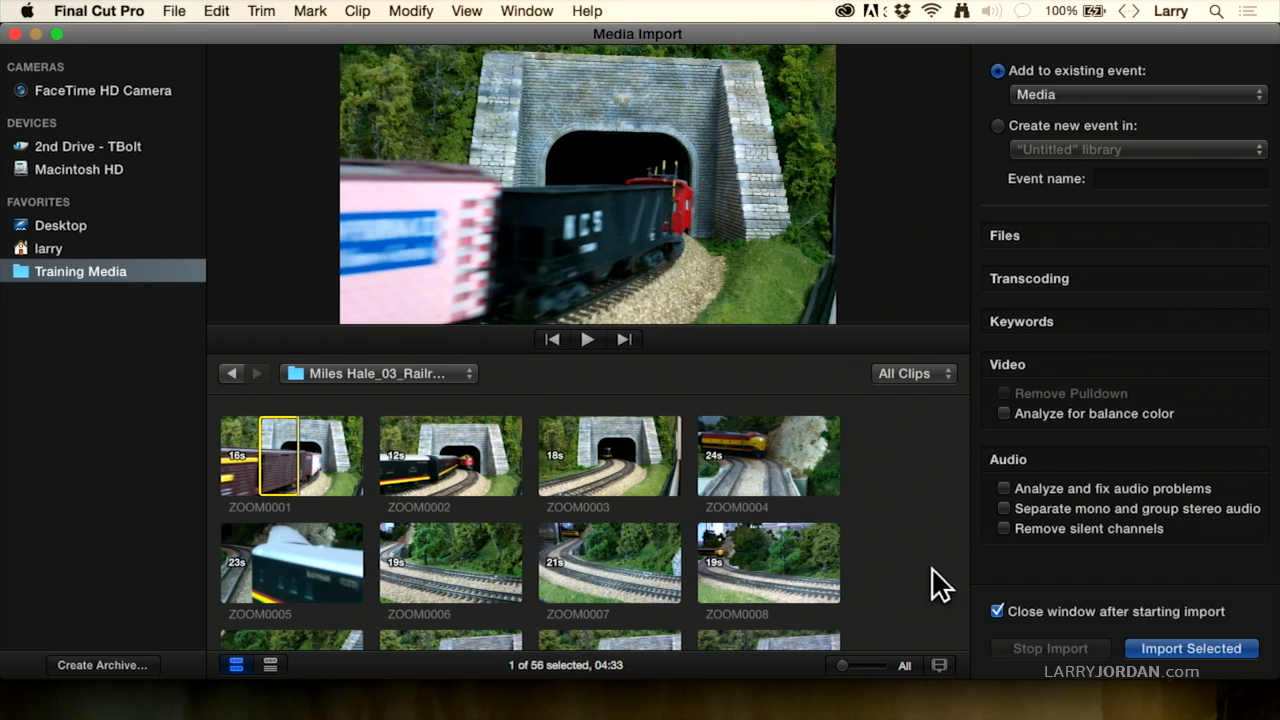 Final Cut Pro File Edit Trim Mark Clip Modify View Window Help 100% Larry
Media Import
CAMERAS
FaceTime HD Camera
DEVICES
2nd Drive - TBolt
Macintosh HD
FAVORITES
Desktop
larry
Training Media
KCS
Miles Hale_03_Railr...
All Clips
16s
12s
18s
24s
ZOOM0001
ZOOM0002
ZOOM0003
ZOOM0004
23s
19s
21s
19s
ZOOM0005
ZOOM0006
ZOOM0007
ZOOM0008
Create Archive...
1 of 56 selected, 04:33
All
Add to existing event:
Media
Create new event in:
"Untitled" library
Event name:
Files
Transcoding
Keywords
Video
Remove Pulldown
Analyze for balance color
Audio
Analyze and fix audio problems
Separate mono and group stereo audio
Remove silent channels
Close window after starting import
Stop Import
Import Selected
LARRYJORDAN.com